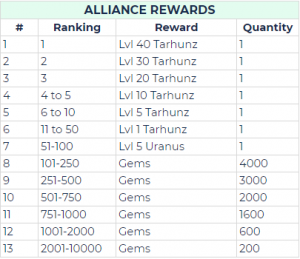 ALLIANCE REWARDS
# Ranking Reward Quantity
1 1 Lvl 40 Tarhunz 1
2 2 Lvl 30 Tarhunz 1
3 3 Lvl 20 Tarhunz 1
4 4 to 5 Lvl 10 Tarhunz 1
5 6 to 10 Lvl 5 Tarhunz 1
6 11 to 50 Lvl 1 Tarhunz 1
7 51-100 Lvl 5 Uranus 1
8 101-250 Gems 4000
9 251-500 Gems 3000
10 501-750 Gems 2000
11 751-1000 Gems 1600
12 1001-2000 Gems 600
13 2001-10000 Gems 200